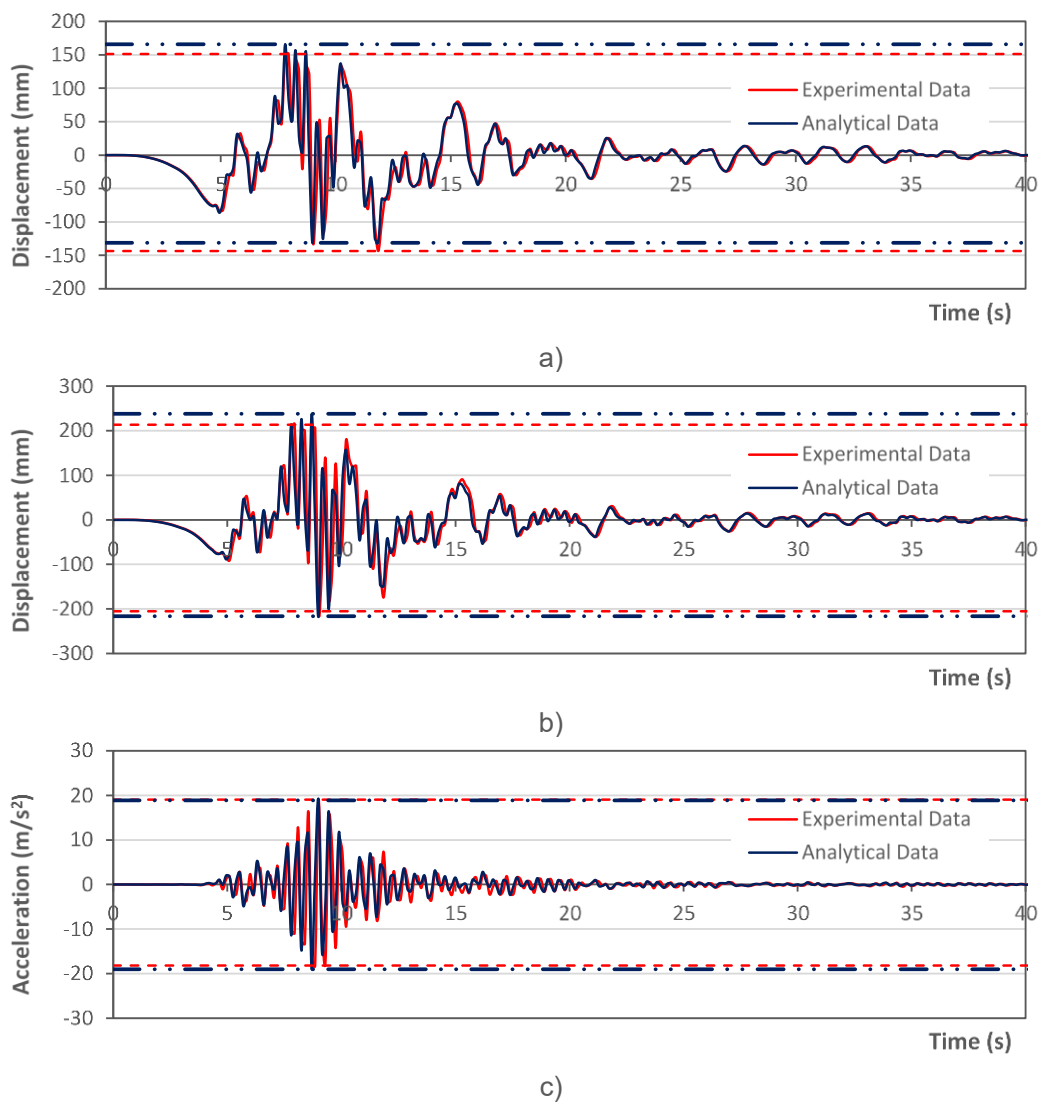 200
150
100
50
0
-50
-100
-150
-200
Displacement (mm)
0 5 10 15 20 25 30 35 40
Experimental Data
Analytical Data
Time (s)
a)
300
200
100
0
-100
-200
-300
Displacement (mm)
0 5 10 15 20 25 30 35 40
Experimental Data
Analytical Data
Time (s)
b)
30
20
10
0
-10
-20
-30
Acceleration (m/s²)
0 5 10 15 20 25 30 35 40
Experimental Data
Analytical Data
Time (s)
c)